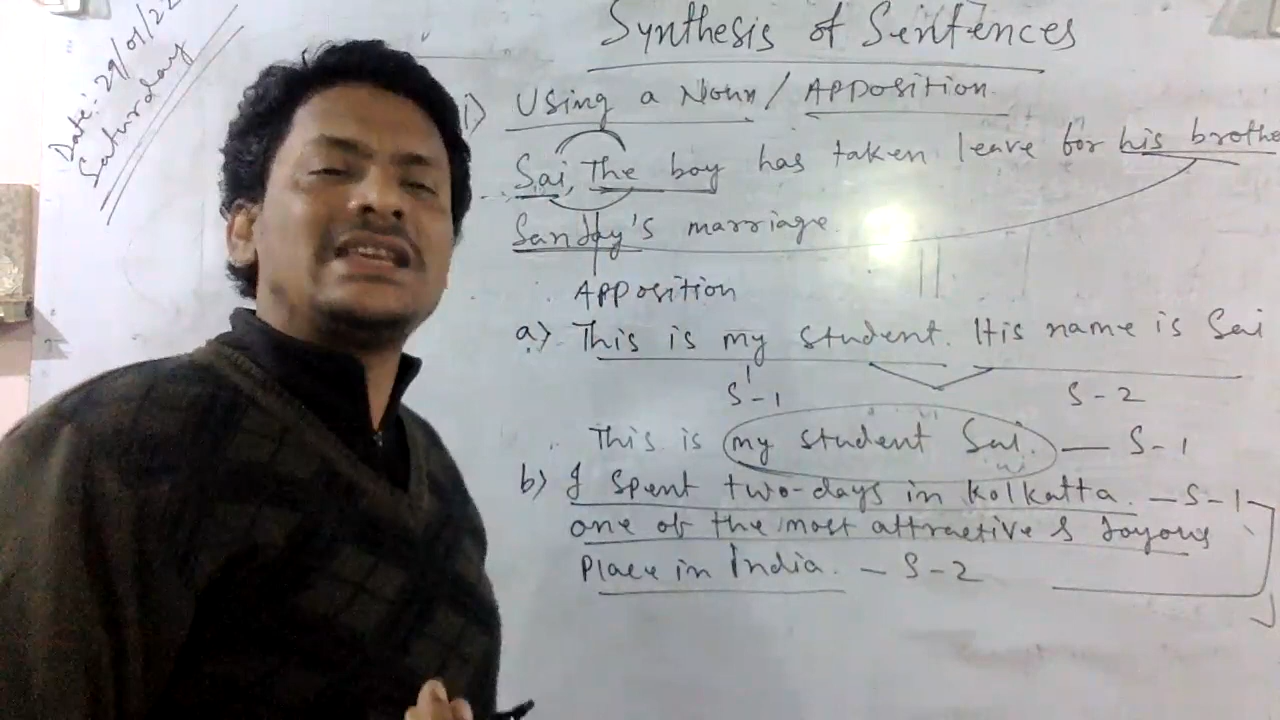 Date:- 29/01/22
Saturday
Synthesis of Sentences
i) Using a Noun / APPOSITION
Sai, The boy has taken leave for his brothe
Sanday's marriage.
APPOSITION
a) This is my student. His name is Sai
S-1 S-2
This is my student Sai. — S-1
b) I spent two-days in Kolkatta. — S-1
one of the most attractive & Joyous
Place in India. — S-2